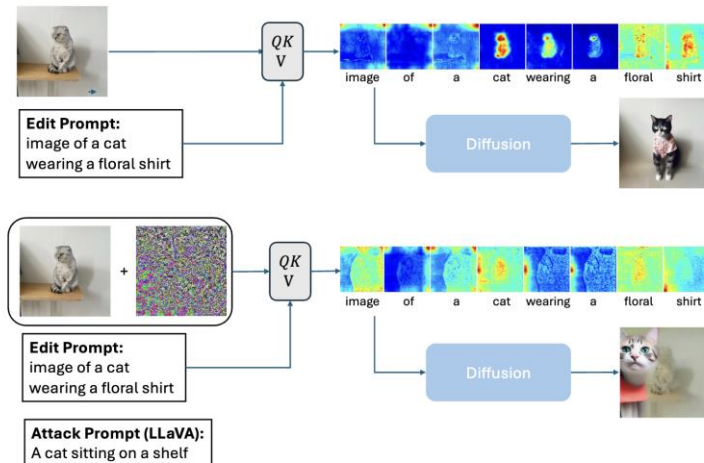 QK
V
image of a cat wearing a floral shirt
Edit Prompt:
image of a cat
wearing a floral shirt
Diffusion
+
QK
V
image of a cat wearing a floral shirt
Edit Prompt:
image of a cat
wearing a floral shirt
Diffusion
Attack Prompt (LLaVA):
A cat sitting on a shelf